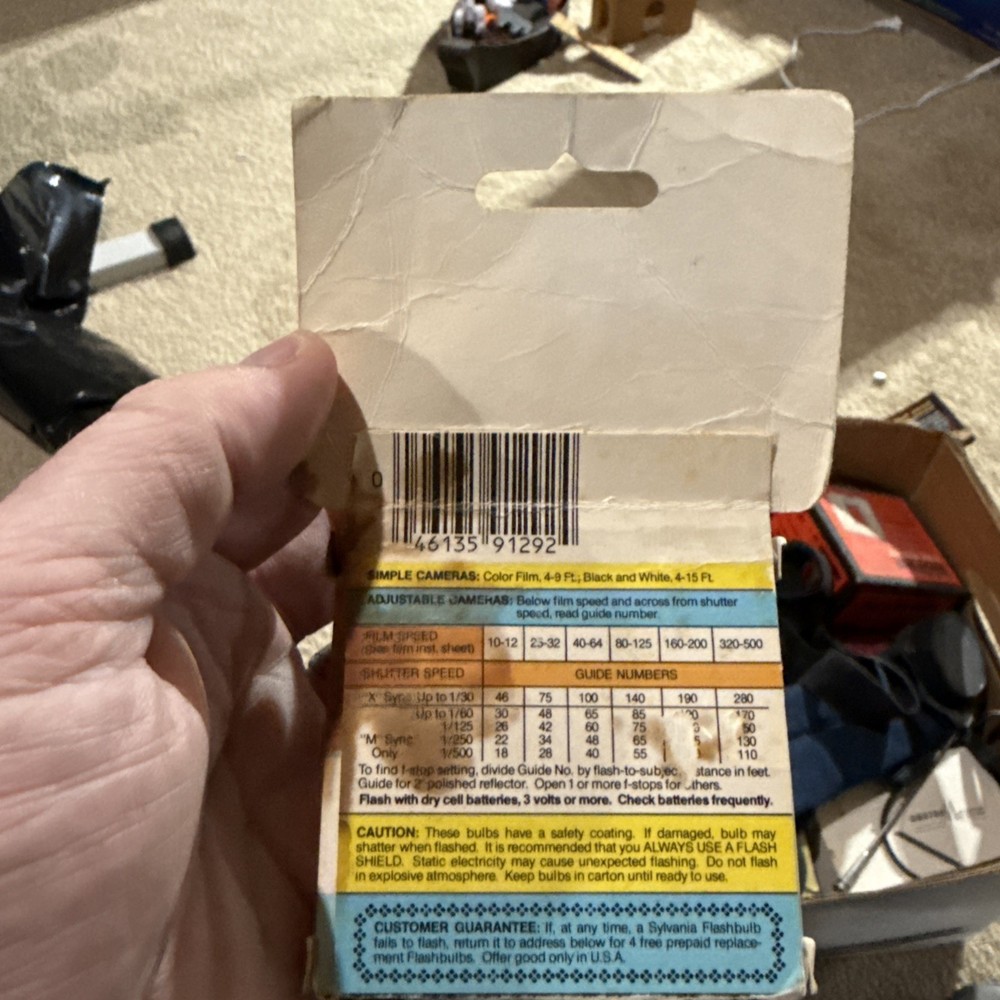 0
46135 91292
SIMPLE CAMERAS: Color Film, 4-9 Ft.; Black and White, 4-15 Ft.
ADJUSTABLE CAMERAS: Below film speed and across from shutter
speed, read guide number.
FILM SPEED 10-12 25-32 40-64 80-125 160-200 320-500
(See film inst. sheet)
SHUTTER SPEED GUIDE NUMBERS
"X" Sync Up to 1/30 46 75 100 140 190 280
Up to 1/60 30 48 65 85 170
1/125 26 42 60 75
"M" Sync 1/250 22 34 48 65 130
Only 1/500 18 28 40 55 110
To find f-stop setting, divide Guide No. by flash-to-subjec stance in feet.
Guide for 2" polished reflector. Open 1 or more f-stops for others.
Flash with dry cell batteries, 3 volts or more. Check batteries frequently.
CAUTION: These bulbs have a safety coating. If damaged, bulb may
shatter when flashed. It is recommended that you ALWAYS USE A FLASH
SHIELD. Static electricity may cause unexpected flashing. Do not flash
in explosive atmosphere. Keep bulbs in carton until ready to use.
CUSTOMER GUARANTEE: If, at any time, a Sylvania Flashbulb
fails to flash, return it to address below for 4 free prepaid replace-
ment Flashbulbs. Offer good only in U.S.A.